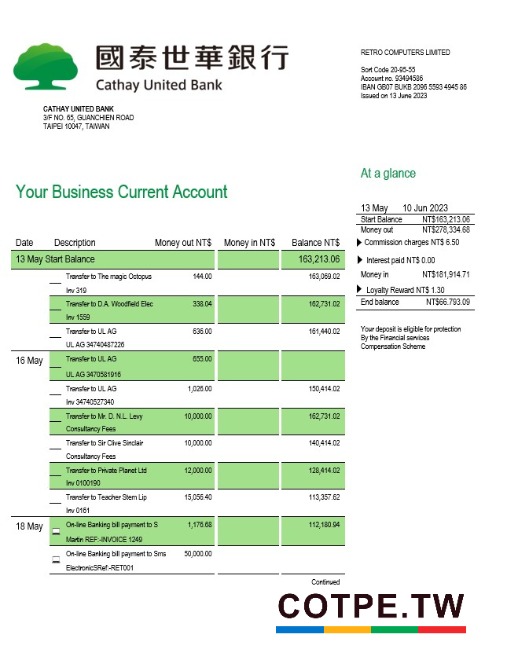 國泰世華銀行
Cathay United Bank
CATHAY UNITED BANK
3/F NO. 65, GUANCHIEN ROAD
TAIPEI 10047, TAIWAN
RETRO COMPUTERS LIMITED
Sort Code 20-95-55
Account no. 93494586
IBAN GB07 BUKB 2095 5593 4945 86
Issued on 13 June 2023
At a glance
Your Business Current Account
13 May 10 Jun 2023
Start Balance NT$163,213.06
Money out NT$278,334.68
Commission charges NT$ 6.50
Interest paid NT$ 0.00
Money in NT$181,914.71
Loyalty Reward NT$ 1.30
End balance NT$66.793.09
Your deposit is eligible for protection
By the Financial services
Compensation Scheme
Date Description Money out NT$ Money in NT$ Balance NT$
13 May Start Balance 163,213.06
Transfer to The magic Octopus 144.00 163,069.02
Inv 319
Transfer to D.A. Woodfield Elec 338.04 162,731.02
Inv 1559
Transfer to UL AG 636.00 161,440.02
UL AG 34740487226
16 May Transfer to UL AG 655.00
UL AG 3470581916
Transfer to UL AG 1,026.00 150,414.02
Inv 34740527340
Transfer to Mr. D. N.L. Levy 10,000.00 162,731.02
Consultancy Fees
Transfer to Sir Clive Sinclair 10,000.00 140,414.02
Consultancy Fees
Transfer to Private Planet Ltd 12,000.00 128,414.02
Inv 0100190
Transfer to Teacher Stem Lip 15,056.40 113,357.62
Inv 0161
18 May On-line Banking bill payment to S 1,176.68 112,180.94
Martin REF:-INVOICE 1249
On-line Banking bill payment to Sms 50,000.00
ElectronicSRef -RET001
Continued
COTPE.TW